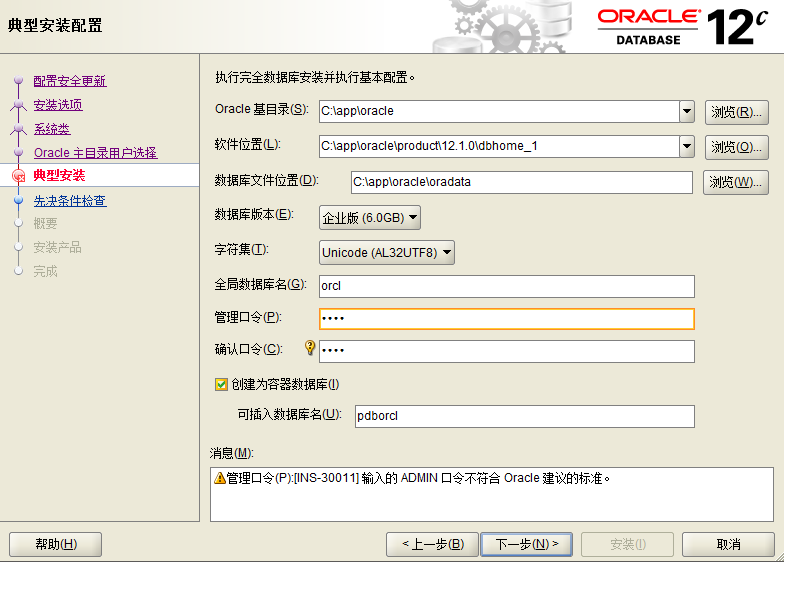 典型安装配置
ORACLE®
DATABASE
12c
配置安全更新
安装选项
系统类
Oracle 主目录用户选择
典型安装
先决条件检查
概要
安装产品
完成
执行完全数据库安装并执行基本配置。
Oracle 基目录(S): C:\app\oracle 浏览(R)...
软件位置(L): C:\app\oracle\product\12.1.0\dbhome_1 浏览(O)...
数据库文件位置(D): C:\app\oracle\oradata 浏览(W)...
数据库版本(E): 企业版 (6.0GB)
字符集(T): Unicode (AL32UTF8)
全局数据库名(G): orcl
管理口令(P): ••••
确认口令(C): ••••
创建为容器数据库(I)
可插入数据库名(U): pdborcl
消息(M):
管理口令(P):[INS-30011] 输入的 ADMIN 口令不符合 Oracle 建议的标准。
帮助(H) < 上一步(B) 下一步(N) > 安装(I) 取消